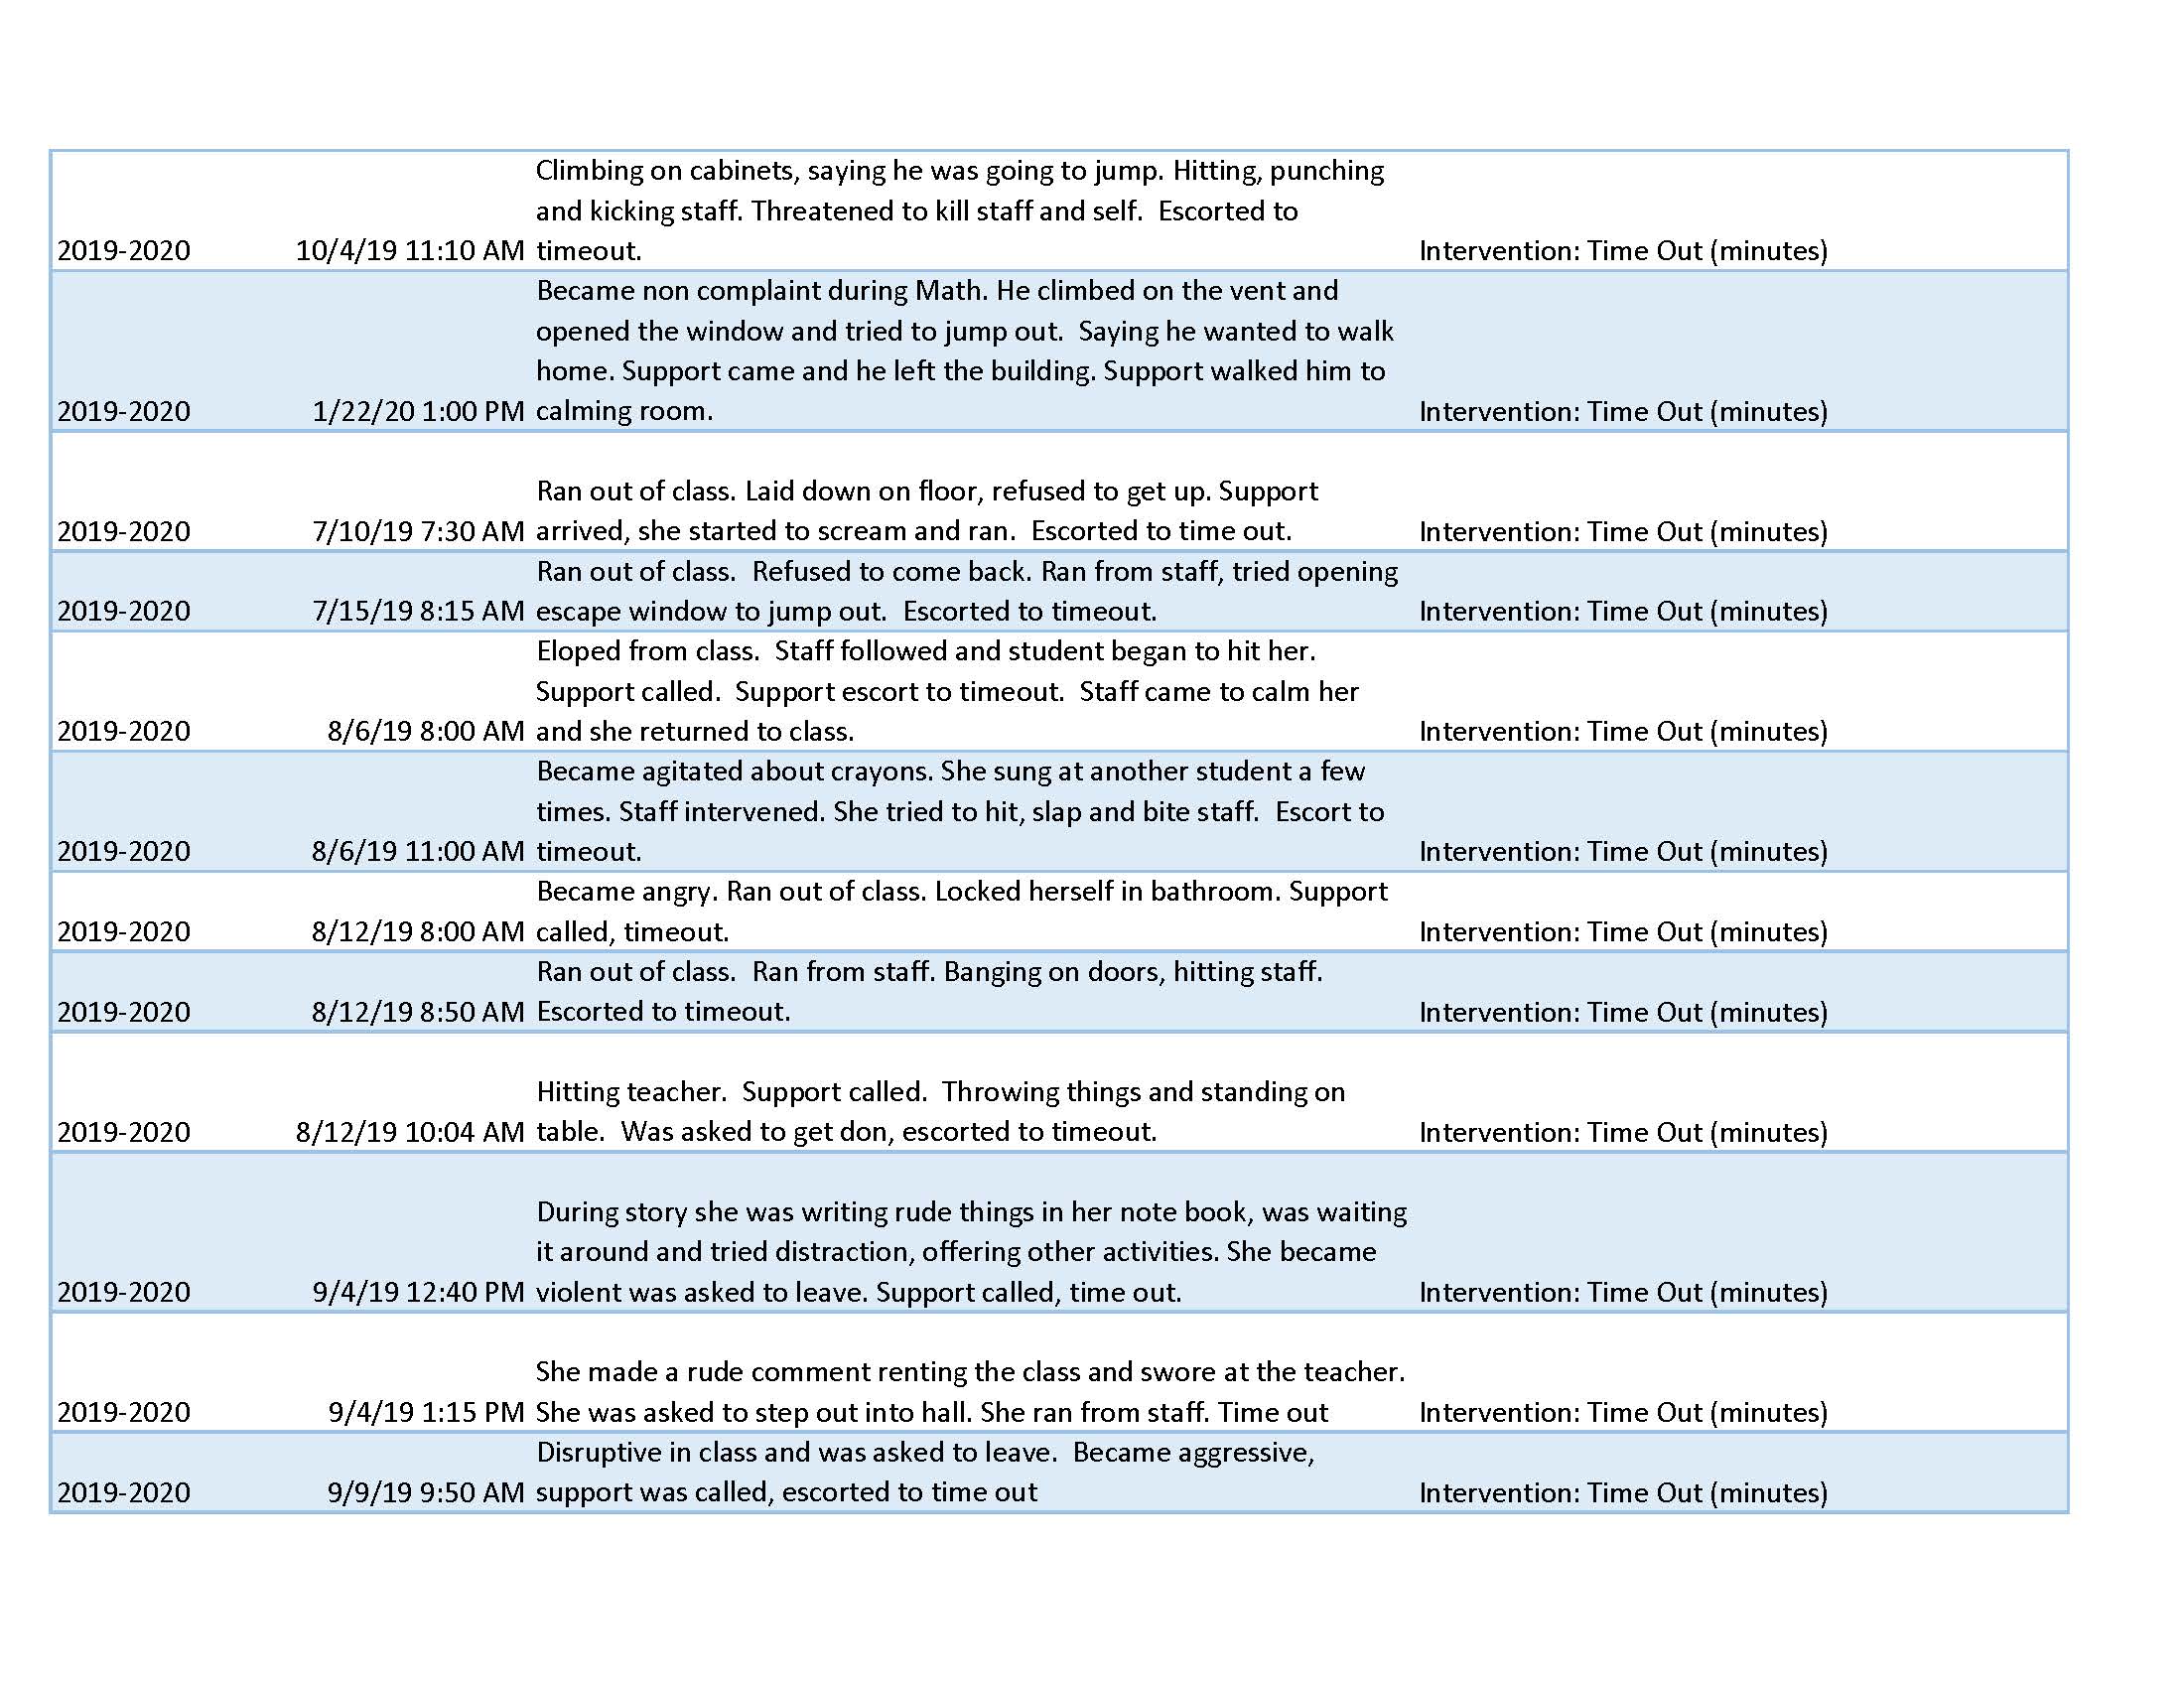 Climbing on cabinets, saying he was going to jump. Hitting, punching
and kicking staff. Threatened to kill staff and self.  Escorted to
2019-2020 10/4/19 11:10 AM timeout. Intervention: Time Out (minutes)
Became non complaint during Math. He climbed on the vent and
opened the window and tried to jump out.  Saying he wanted to walk
home. Support came and he left the building. Support walked him to
2019-2020 1/22/20 1:00 PM calming room. Intervention: Time Out (minutes)
Ran out of class. Laid down on floor, refused to get up. Support
2019-2020 7/10/19 7:30 AM arrived, she started to scream and ran.  Escorted to time out. Intervention: Time Out (minutes)
Ran out of class.  Refused to come back. Ran from staff, tried opening
2019-2020 7/15/19 8:15 AM escape window to jump out.  Escorted to timeout. Intervention: Time Out (minutes)
Eloped from class.  Staff followed and student began to hit her.
Support called.  Support escort to timeout.  Staff came to calm her
2019-2020 8/6/19 8:00 AM and she returned to class. Intervention: Time Out (minutes)
Became agitated about crayons. She sung at another student a few
times. Staff intervened. She tried to hit, slap and bite staff.  Escort to
2019-2020 8/6/19 11:00 AM timeout. Intervention: Time Out (minutes)
Became angry. Ran out of class. Locked herself in bathroom. Support
2019-2020 8/12/19 8:00 AM called, timeout. Intervention: Time Out (minutes)
Ran out of class.  Ran from staff. Banging on doors, hitting staff.
2019-2020 8/12/19 8:50 AM Escorted to timeout. Intervention: Time Out (minutes)
Hitting teacher.  Support called.  Throwing things and standing on
2019-2020 8/12/19 10:04 AM table.  Was asked to get don, escorted to timeout. Intervention: Time Out (minutes)
During story she was writing rude things in her note book, was waiting
it around and tried distraction, offering other activities. She became
2019-2020 9/4/19 12:40 PM violent was asked to leave. Support called, time out. Intervention: Time Out (minutes)
She made a rude comment renting the class and swore at the teacher.
2019-2020 9/4/19 1:15 PM She was asked to step out into hall. She ran from staff. Time out Intervention: Time Out (minutes)
Disruptive in class and was asked to leave.  Became aggressive,
2019-2020 9/9/19 9:50 AM support was called, escorted to time out Intervention: Time Out (minutes)